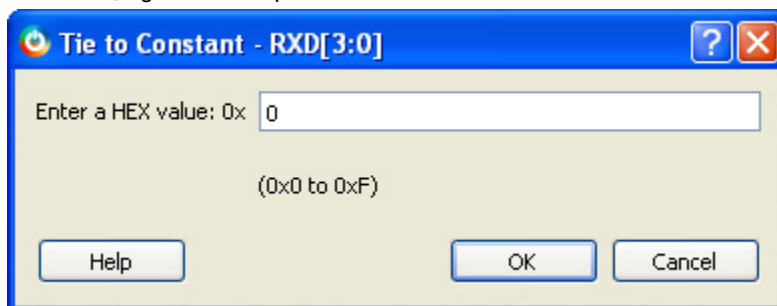 Tie to Constant - RXD[3:0]
Enter a HEX value: 0x 0
(0x0 to 0xF)
Help OK Cancel